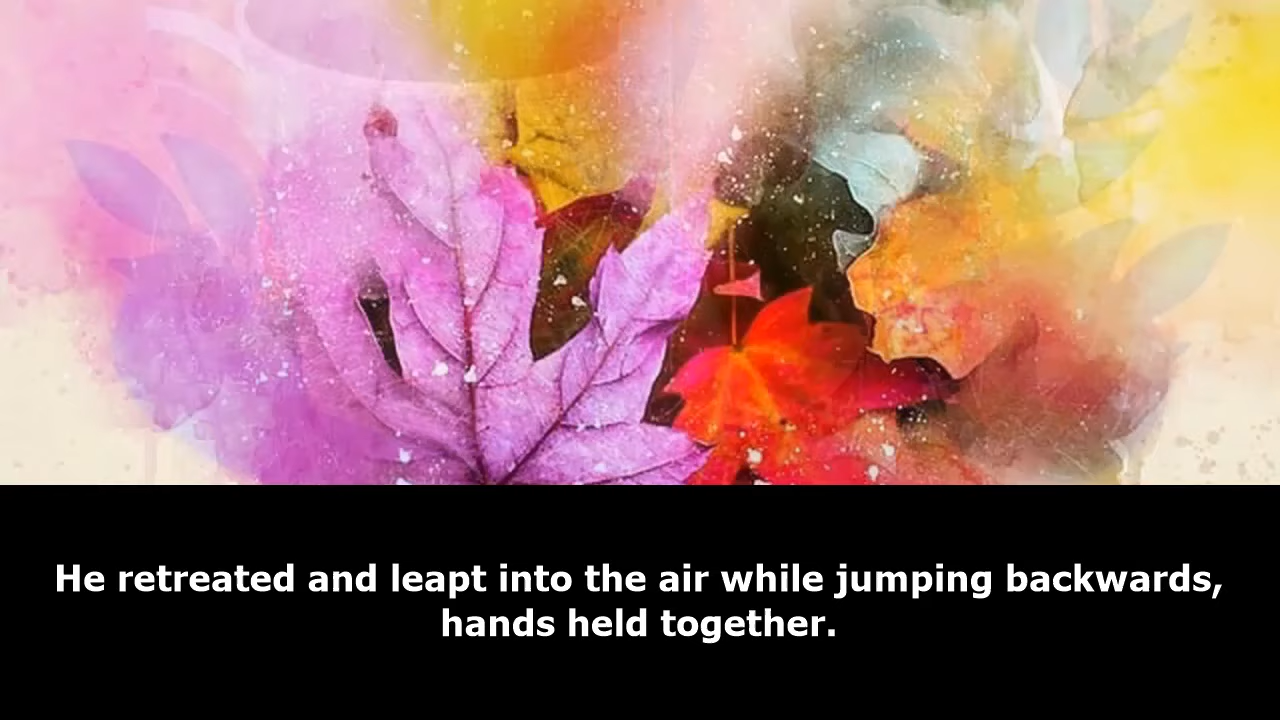 He retreated and leapt into the air while jumping backwards,
hands held together.